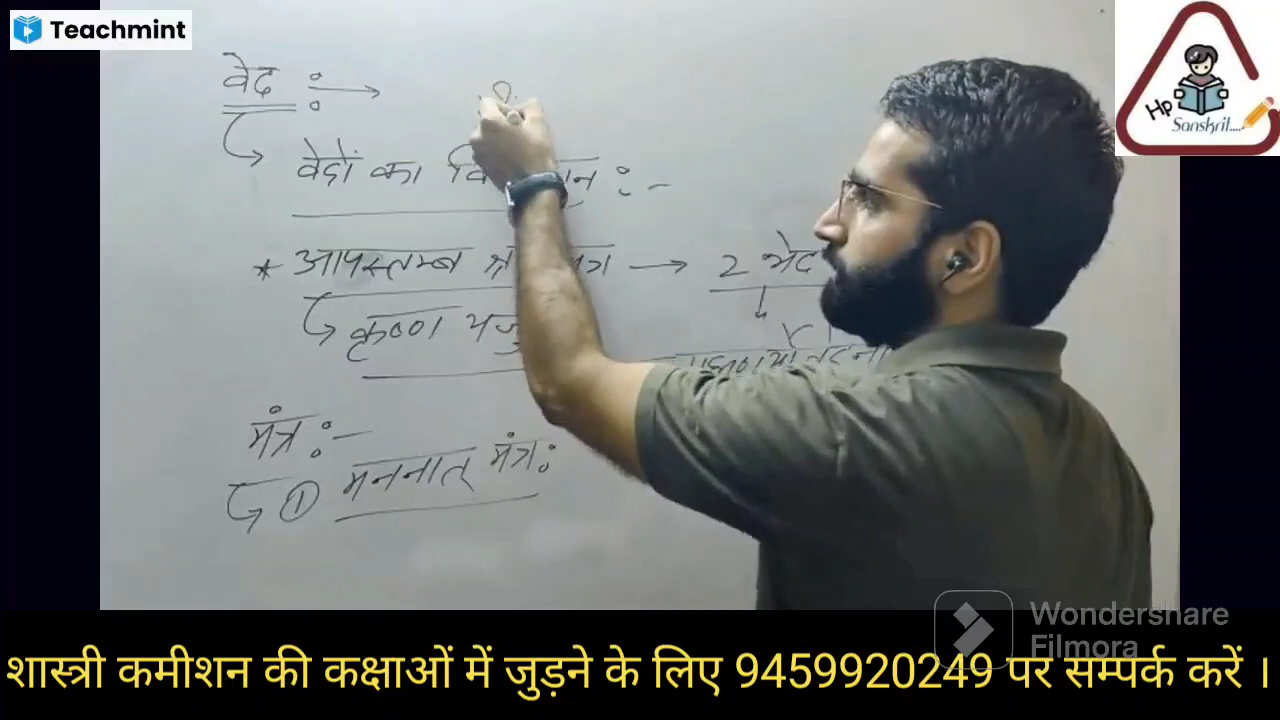 Teachmint
Hp
Sanskrit....
वेद :→
वेदों का
* आपस्तम्ब → 2 भेद
कृष्ण यजु
मंत्र :-
① मननात् मंत्र:
Wondershare
Filmora
शास्त्री कमीशन की कक्षाओं में जुड़ने के लिए 9459920249 पर सम्पर्क करें ।